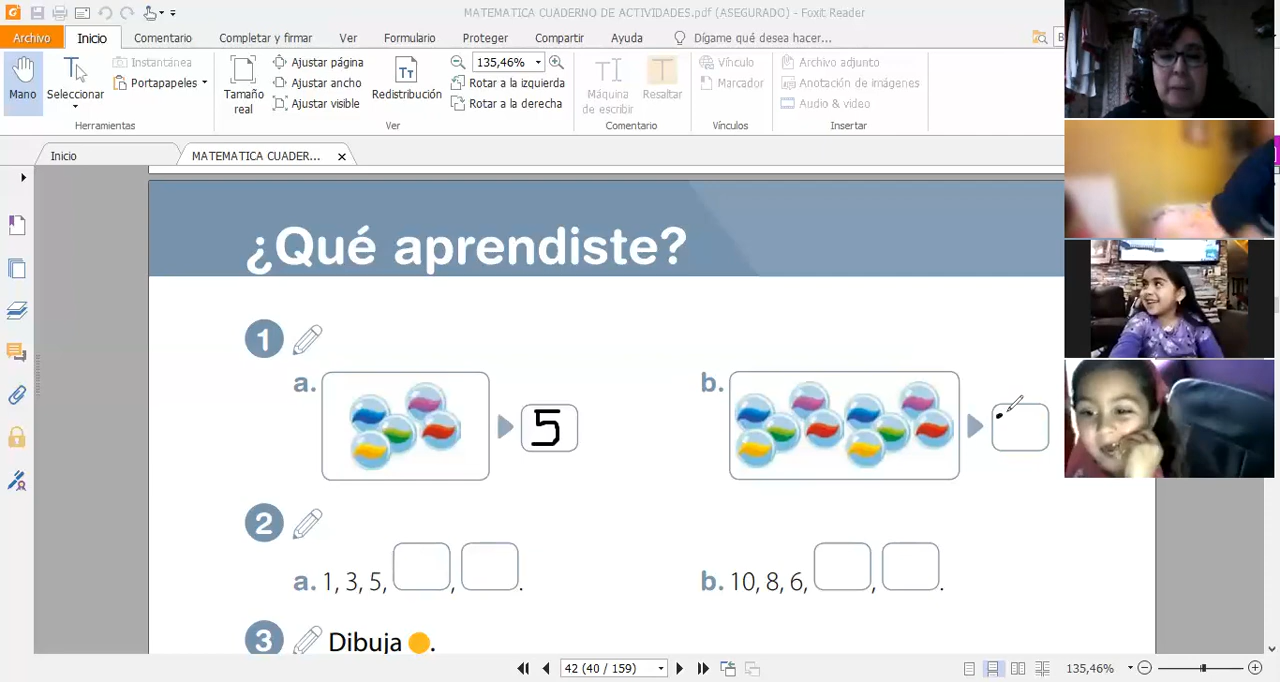 MATEMATICA CUADERNO DE ACTIVIDADES.pdf (ASEGURADO) - Foxit Reader
Archivo Inicio Comentario Completar y firmar Ver Formulario Proteger Compartir Ayuda Dígame qué desea hacer...
Mano
Seleccionar
Instantánea
Portapapeles
Herramientas
Tamaño real
Ajustar página
Ajustar ancho
Ajustar visible
Redistribución
135,46%
Rotar a la izquierda
Rotar a la derecha
Ver
Máquina de escribir
Resaltar
Comentario
Vínculo
Marcador
Vínculos
Archivo adjunto
Anotación de imágenes
Audio & video
Insertar
Inicio
MATEMATICA CUADER...
¿Qué aprendiste?
1
a. 5
b.
2
a. 1, 3, 5, , .
b. 10, 8, 6, , .
3 Dibuja .
42 (40 / 159)
135,46%